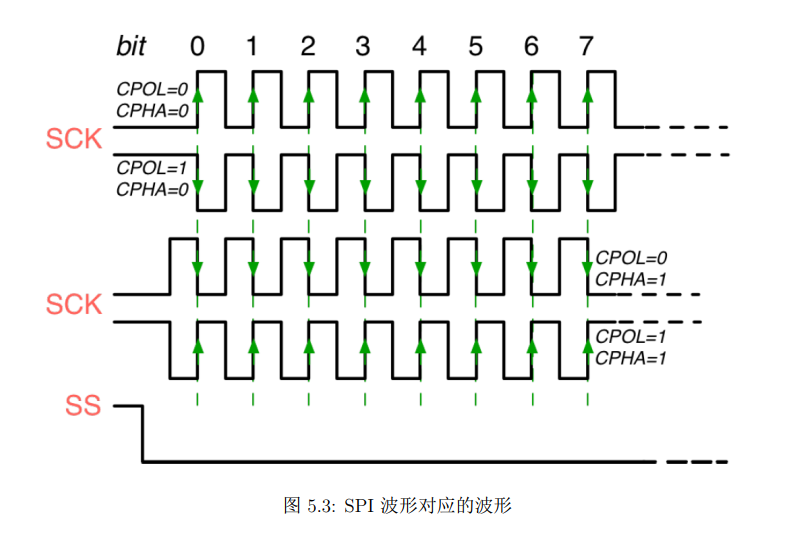 bit 0 1 2 3 4 5 6 7
CPOL=0
CPHA=0
SCK
CPOL=1
CPHA=0
CPOL=0
CPHA=1
SCK
CPOL=1
CPHA=1
SS
图 5.3: SPI 波形对应的波形